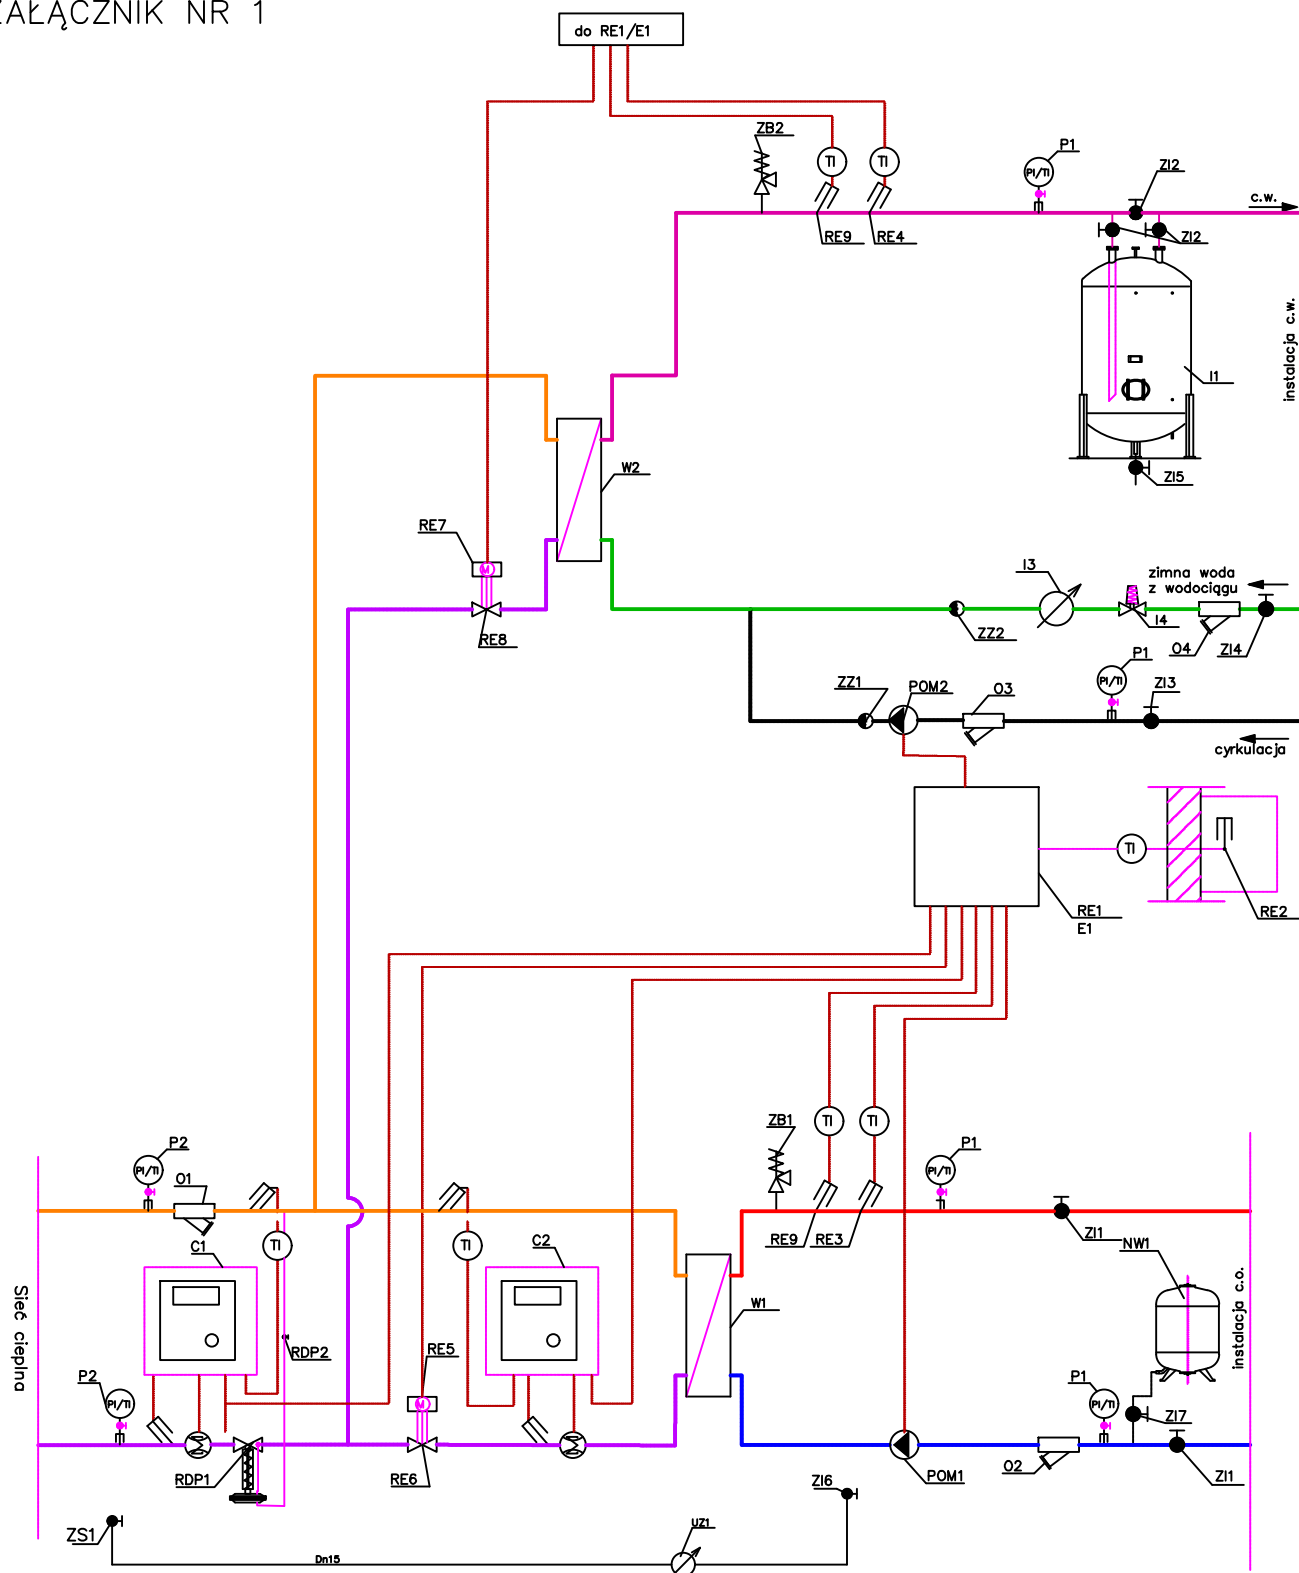 ZAŁĄCZNIK NR 1
do RE1/E1
ZB2
TI
TI
P1
PI/TI
ZI2
c.w.
RE9
RE4
ZI2
instalacja c.w.
I1
W2
ZI5
RE7
M
RE8
I3
zimna woda
z wodociągu
ZZ2
I4
O4
ZI4
P1
PI/TI
ZZ1
POM2
O3
ZI3
cyrkulacja
TI
RE1
E1
RE2
ZB1
TI
TI
P2
PI/TI
O1
P1
PI/TI
RE9
RE3
ZI1
NW1
C1
TI
TI
C2
Sieć cieplna
instalacja c.o.
W1
RDP2
RE5
M
P2
PI/TI
P1
PI/TI
ZI7
RDP1
RE6
POM1
O2
ZI1
ZI6
ZS1
UZ1
Dn15